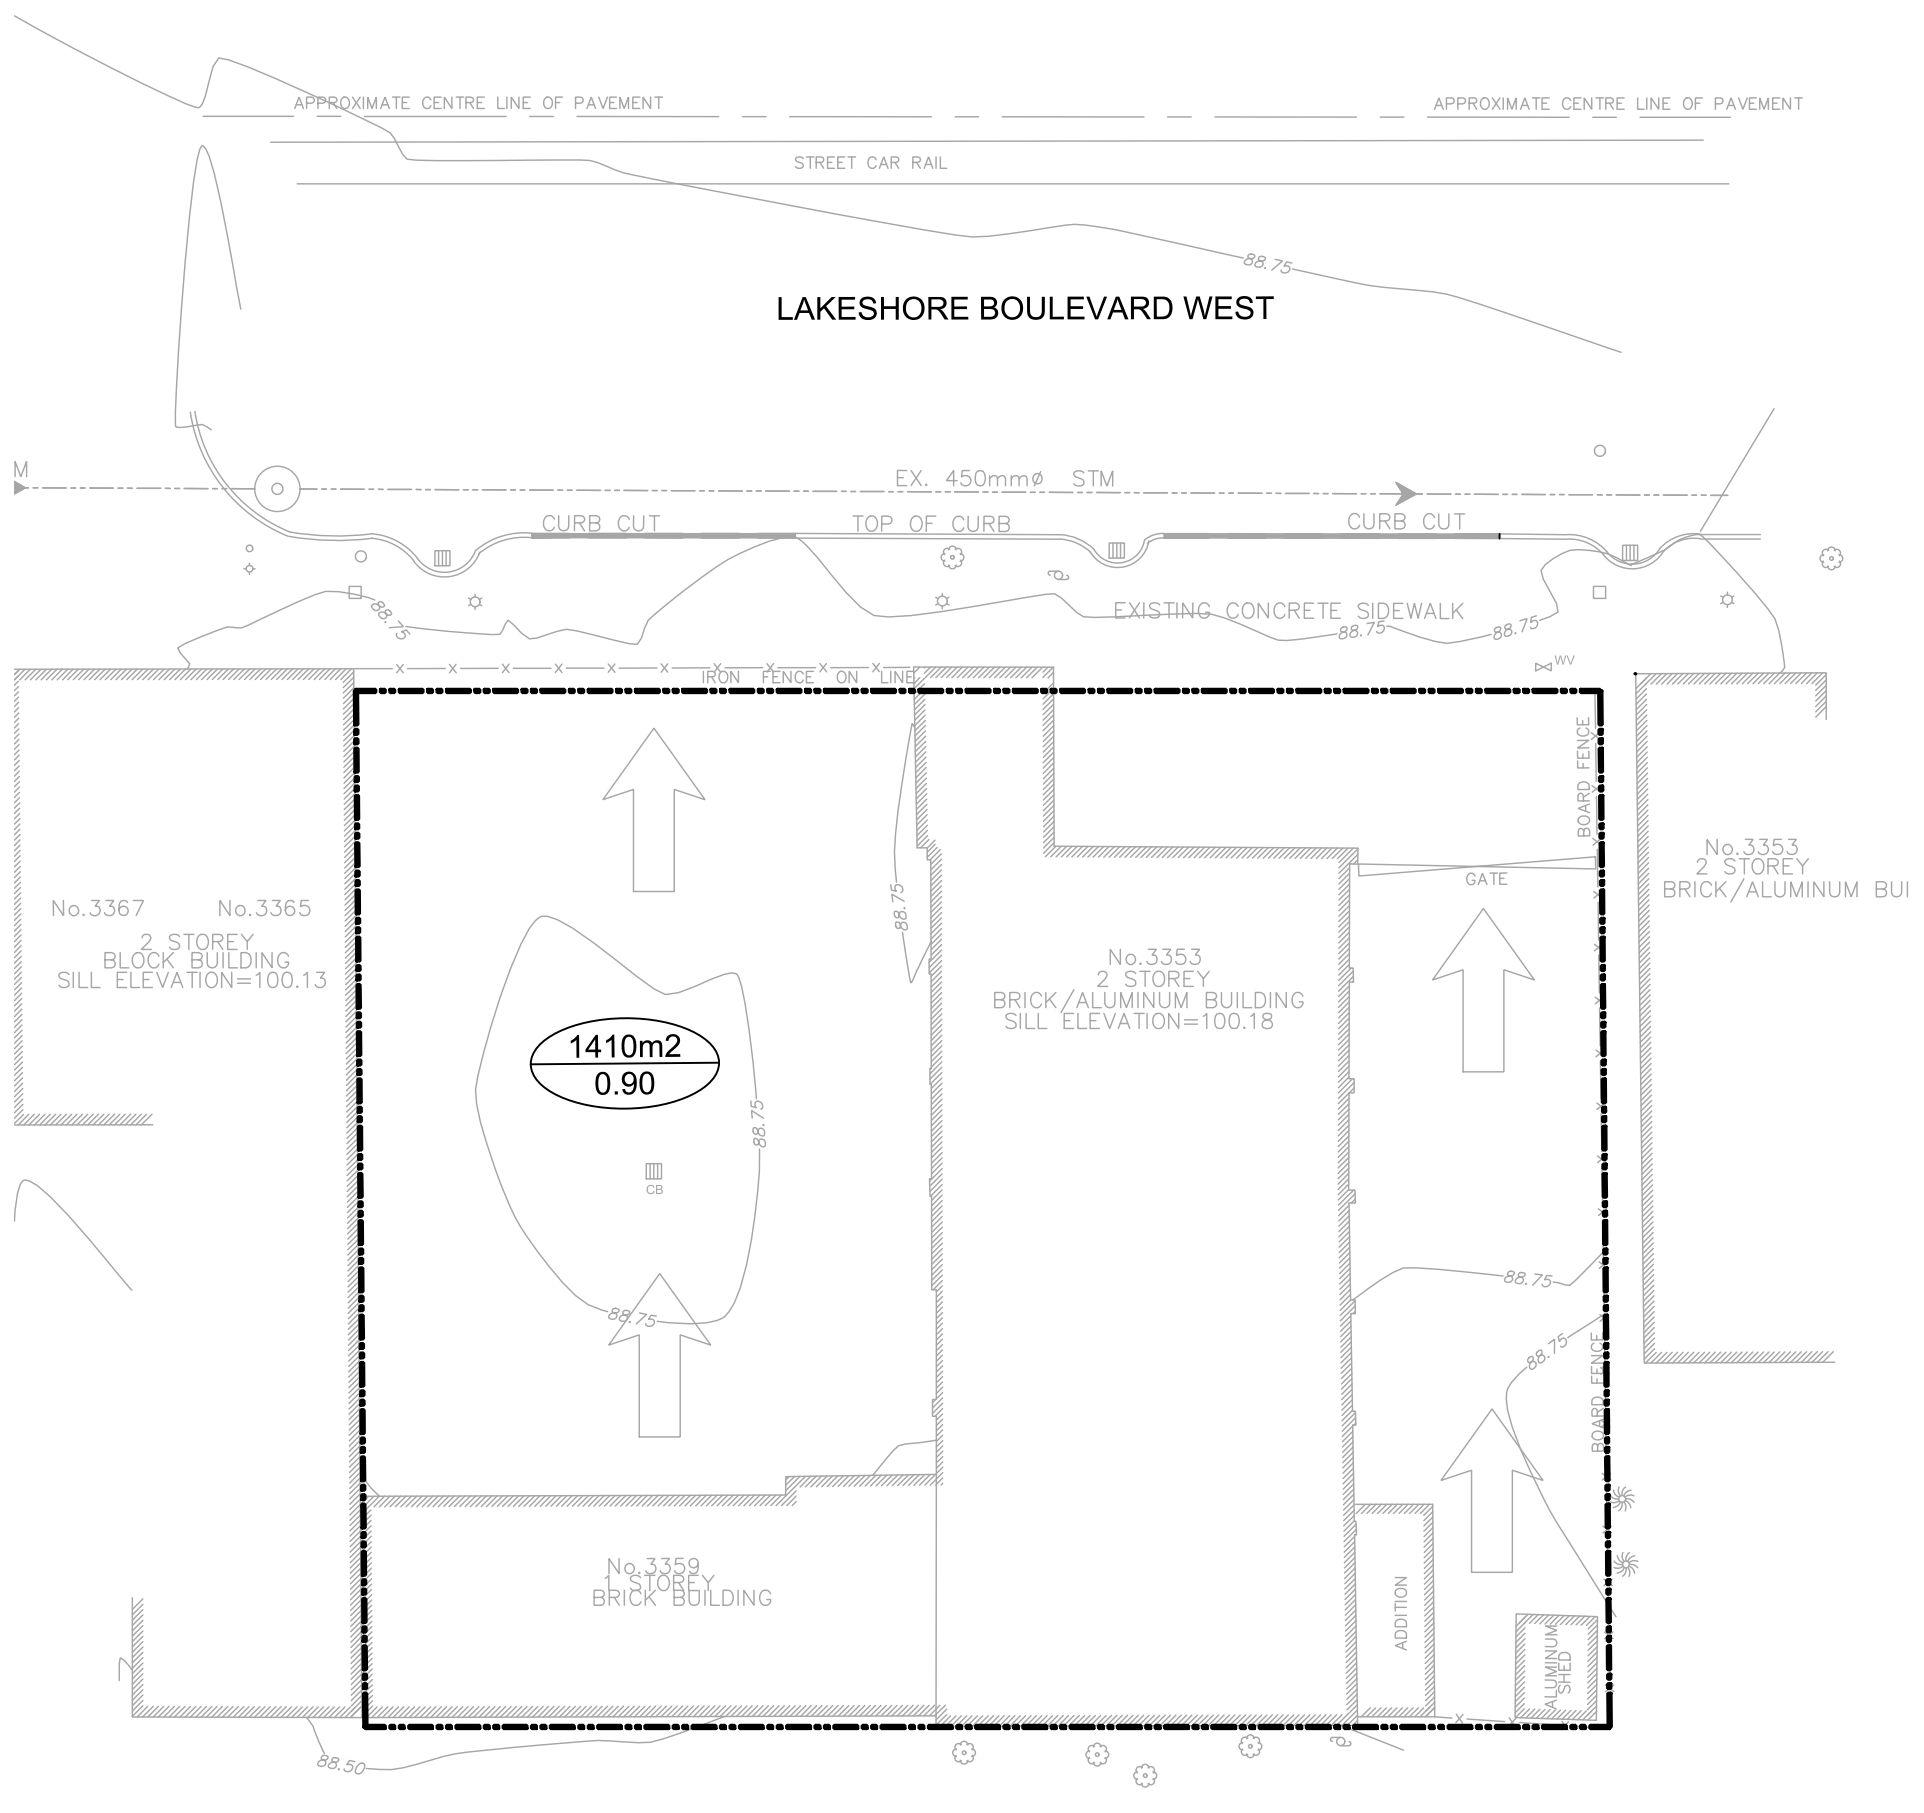 APPROXIMATE CENTRE LINE OF PAVEMENT
APPROXIMATE CENTRE LINE OF PAVEMENT
STREET CAR RAIL
88.75
LAKESHORE BOULEVARD WEST
M
EX. 450mmø STM
CURB CUT
TOP OF CURB
CURB CUT
88.75
EXISTING CONCRETE SIDEWALK
88.75
88.75
WV
IRON FENCE ON LINE
BOARD FENCE
No.3353
2 STOREY
BRICK/ALUMINUM BUI
GATE
88.75
No.3367 No.3365
2 STOREY
BLOCK BUILDING
SILL ELEVATION=100.13
No.3353
2 STOREY
BRICK/ALUMINUM BUILDING
SILL ELEVATION=100.18
1410m2
0.90
88.75
CB
88.75
88.75
88.75
BOARD FENCE
No.3359
1 STOREY
BRICK BUILDING
ADDITION
ALUMINUM
SHED
88.50